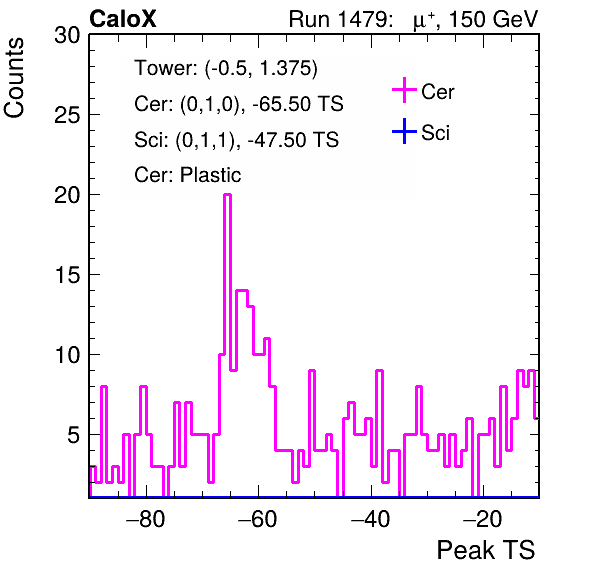 CaloX Run 1479: μ⁺, 150 GeV
Counts
30
25
20
15
10
5
Tower: (-0.5, 1.375)
Cer: (0,1,0), -65.50 TS
Sci: (0,1,1), -47.50 TS
Cer: Plastic
Cer
Sci
−80 −60 −40 −20
Peak TS